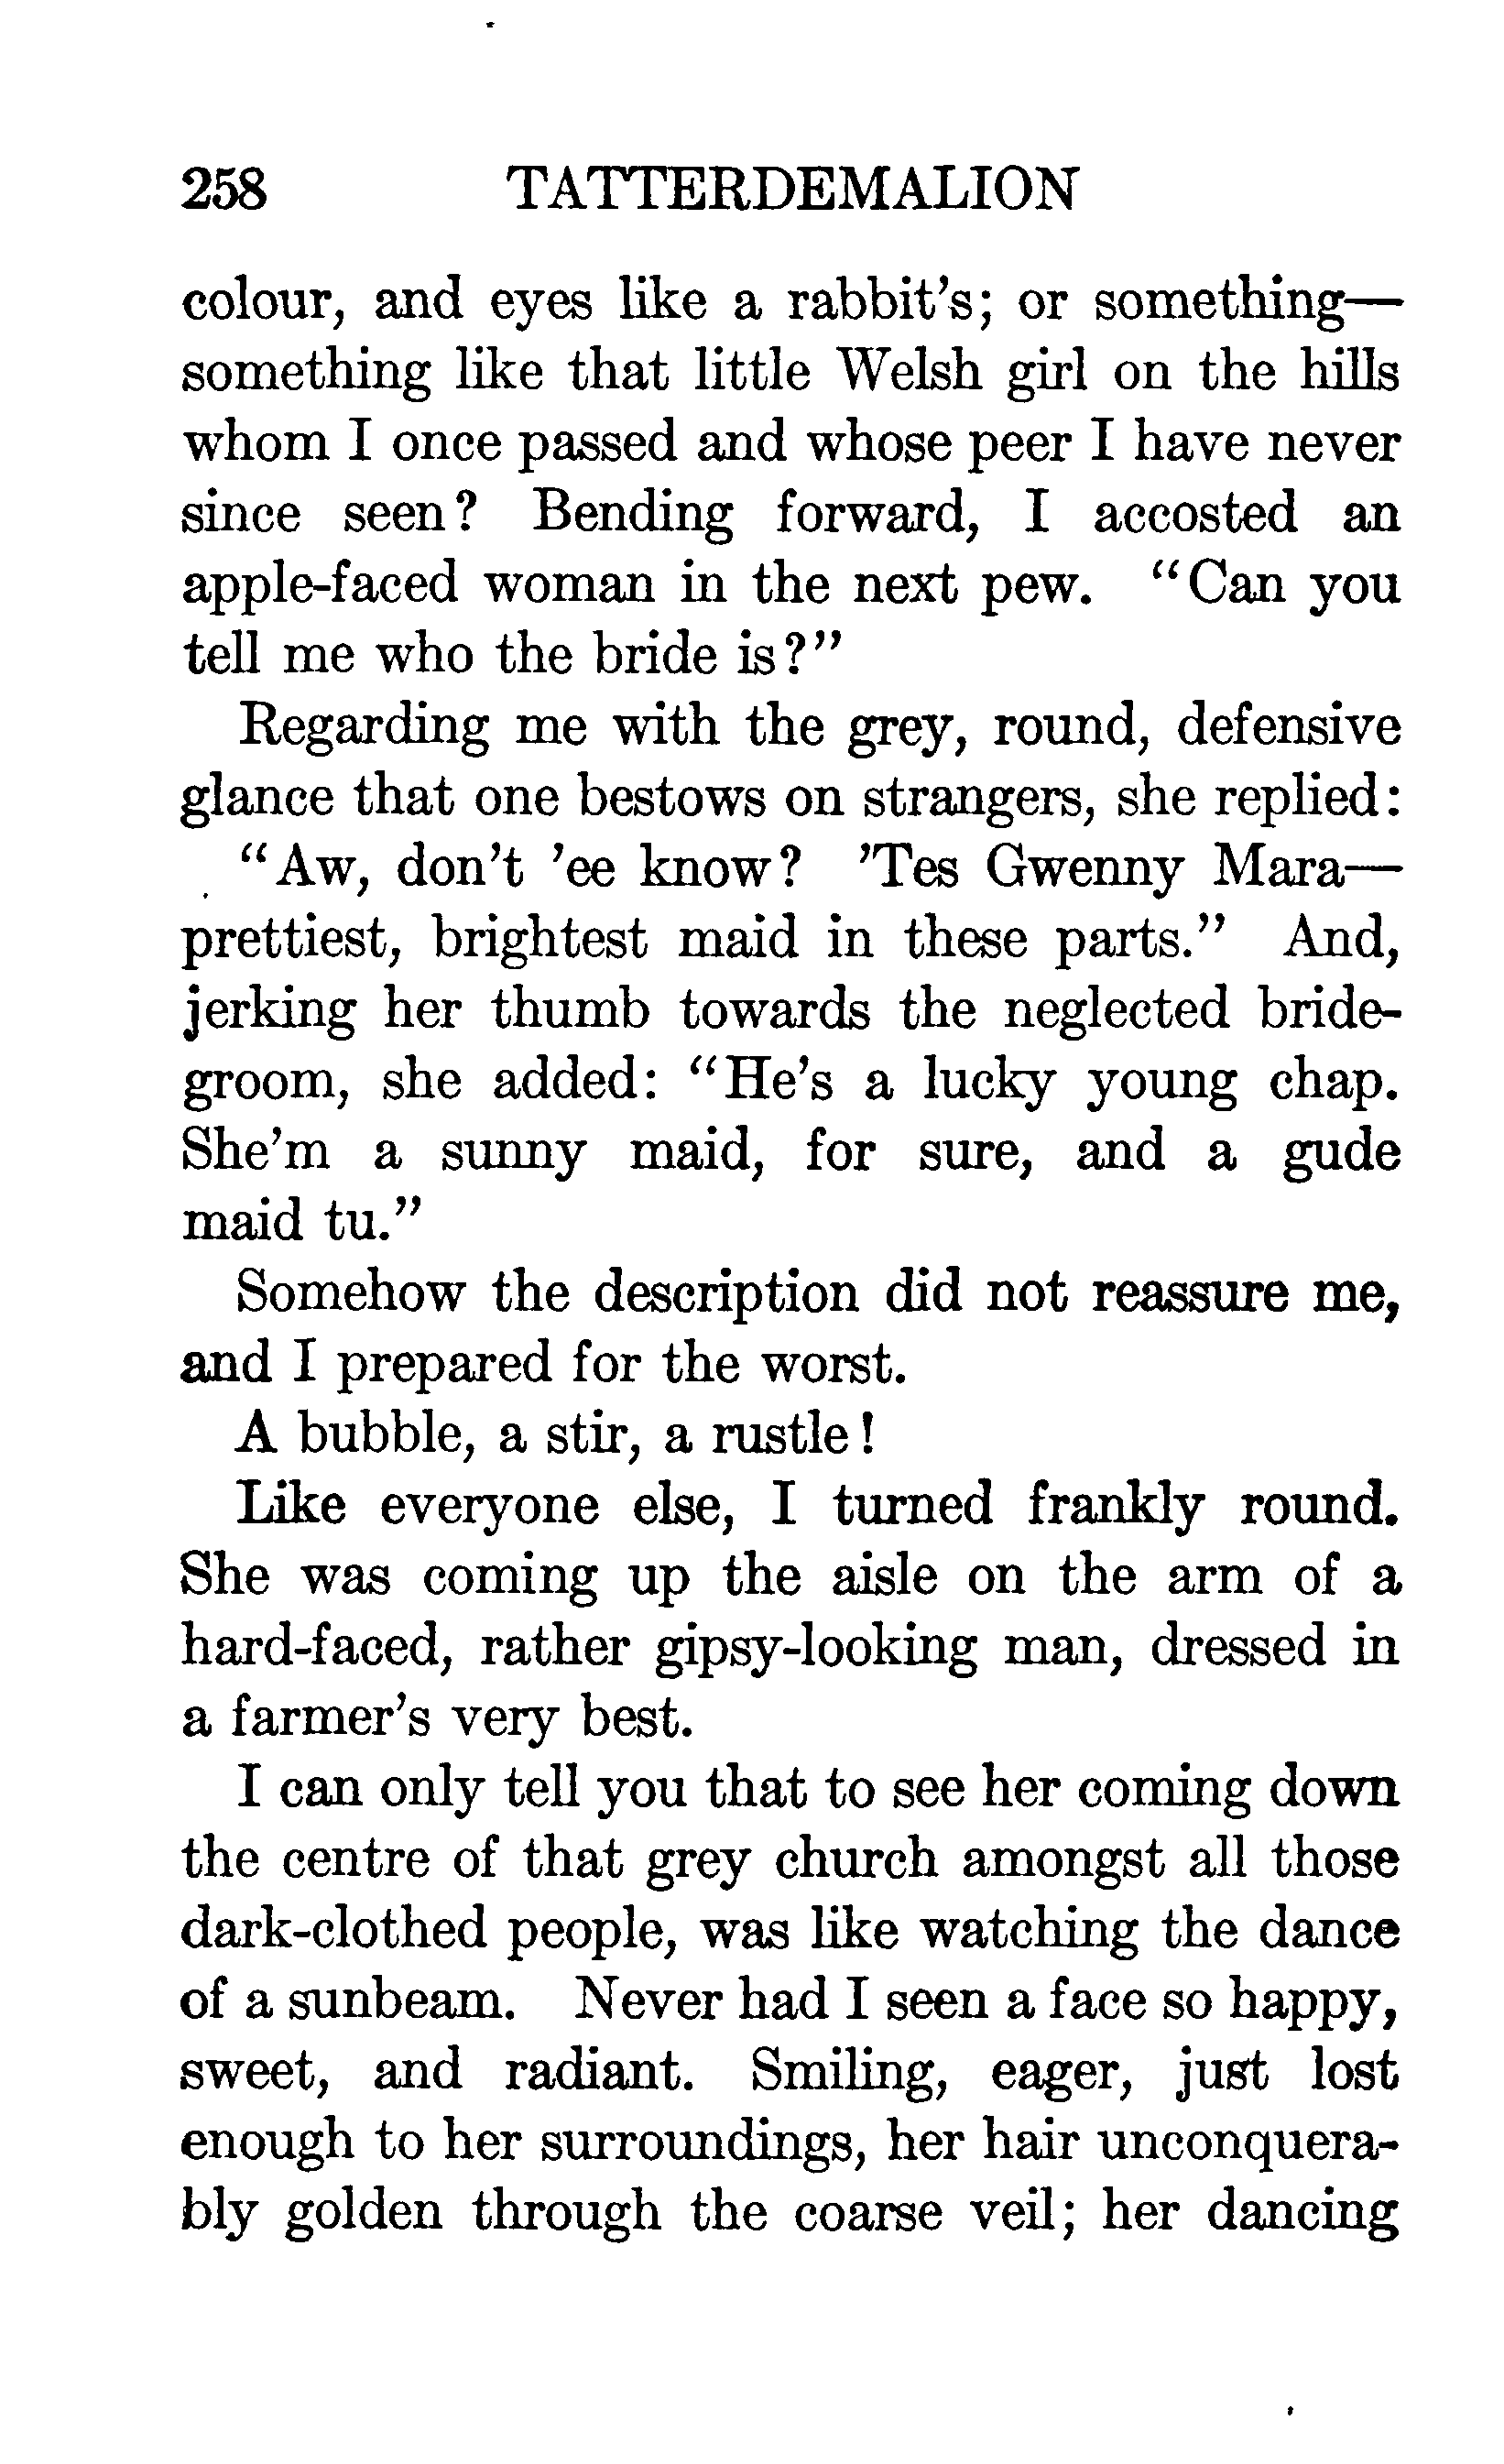 258 TATTERDEMALION
colour, and eyes like a rabbit's; or something—
something like that little Welsh girl on the hills
whom I once passed and whose peer I have never
since seen? Bending forward, I accosted an
apple-faced woman in the next pew. "Can you
tell me who the bride is?"
Regarding me with the grey, round, defensive
glance that one bestows on strangers, she replied:
"Aw, don't 'ee know? 'Tes Gwenny Mara—
prettiest, brightest maid in these parts." And,
jerking her thumb towards the neglected bride-
groom, she added: "He's a lucky young chap.
She'm a sunny maid, for sure, and a gude
maid tu."
Somehow the description did not reassure me,
and I prepared for the worst.
A bubble, a stir, a rustle!
Like everyone else, I turned frankly round.
She was coming up the aisle on the arm of a
hard-faced, rather gipsy-looking man, dressed in
a farmer's very best.
I can only tell you that to see her coming down
the centre of that grey church amongst all those
dark-clothed people, was like watching the dance
of a sunbeam. Never had I seen a face so happy,
sweet, and radiant. Smiling, eager, just lost
enough to her surroundings, her hair unconquera-
bly golden through the coarse veil; her dancing